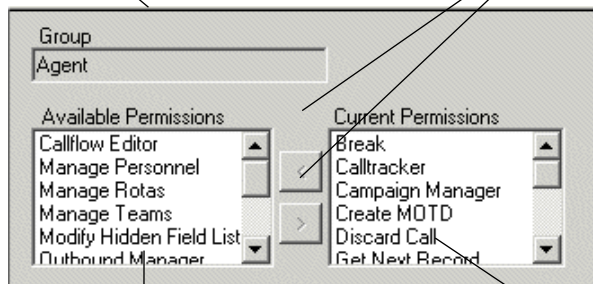 Group
Agent
Available Permissions
Callflow Editor
Manage Personnel
Manage Rotas
Manage Teams
Modify Hidden Field List
Outbound Manager
<
>
Current Permissions
Break
Calltracker
Campaign Manager
Create MOTD
Discard Call
Get Next Record